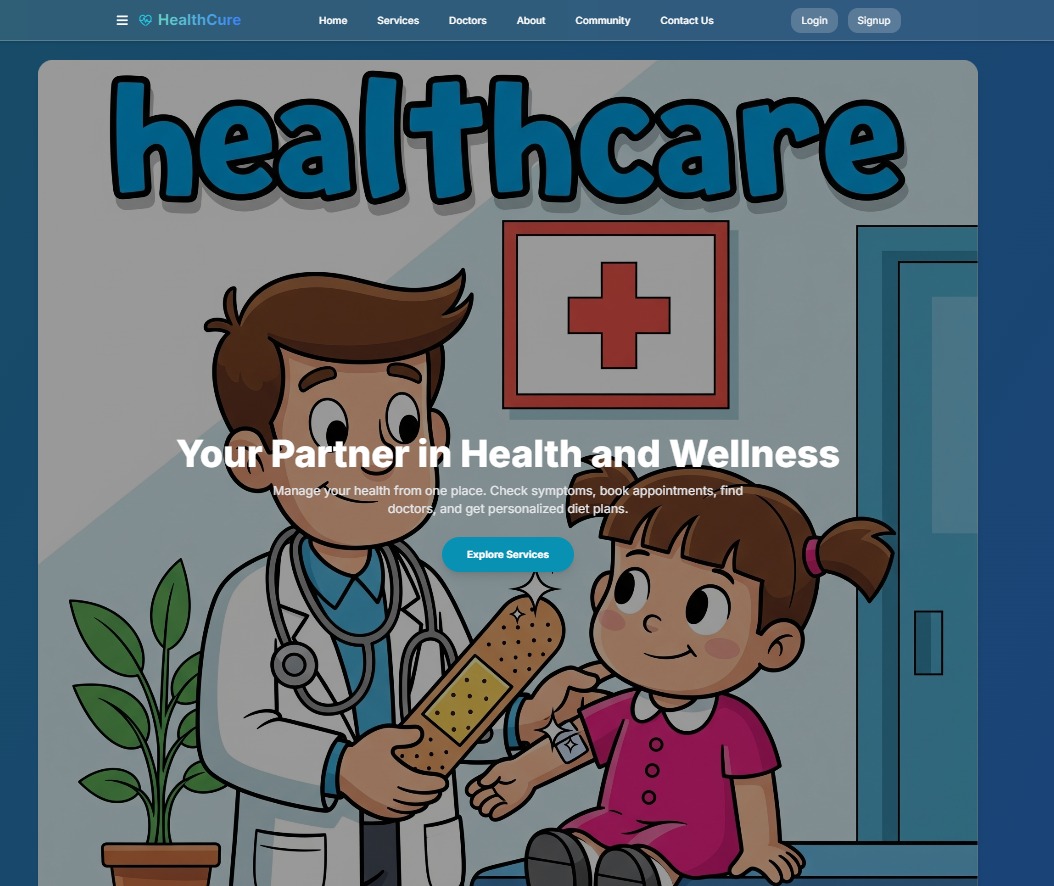 HealthCure
Home
Services
Doctors
About
Community
Contact Us
Login
Signup
healthcare
Your Partner in Health and Wellness
Manage your health from one place. Check symptoms, book appointments, find
doctors, and get personalized diet plans.
Explore Services